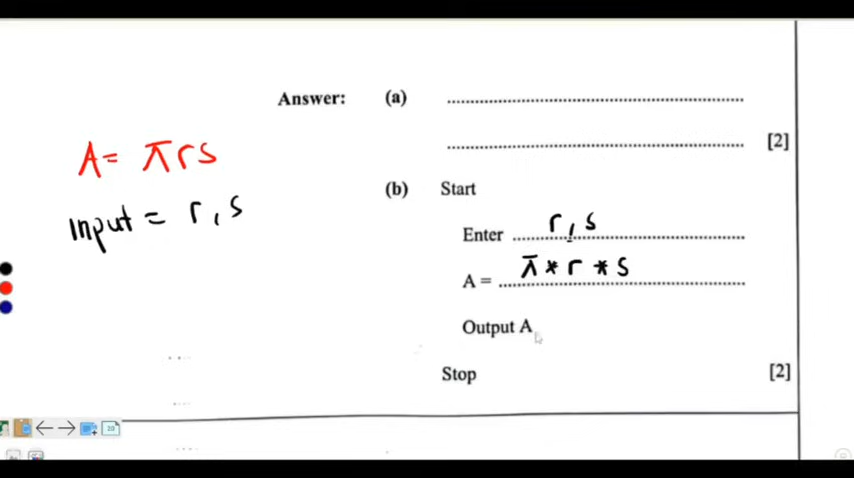 Answer: (a) ........................................
........................................ [2]
A = πrs
(b) Start
input = r, s
Enter r, s
A = π * r * s
Output A
Stop [2]